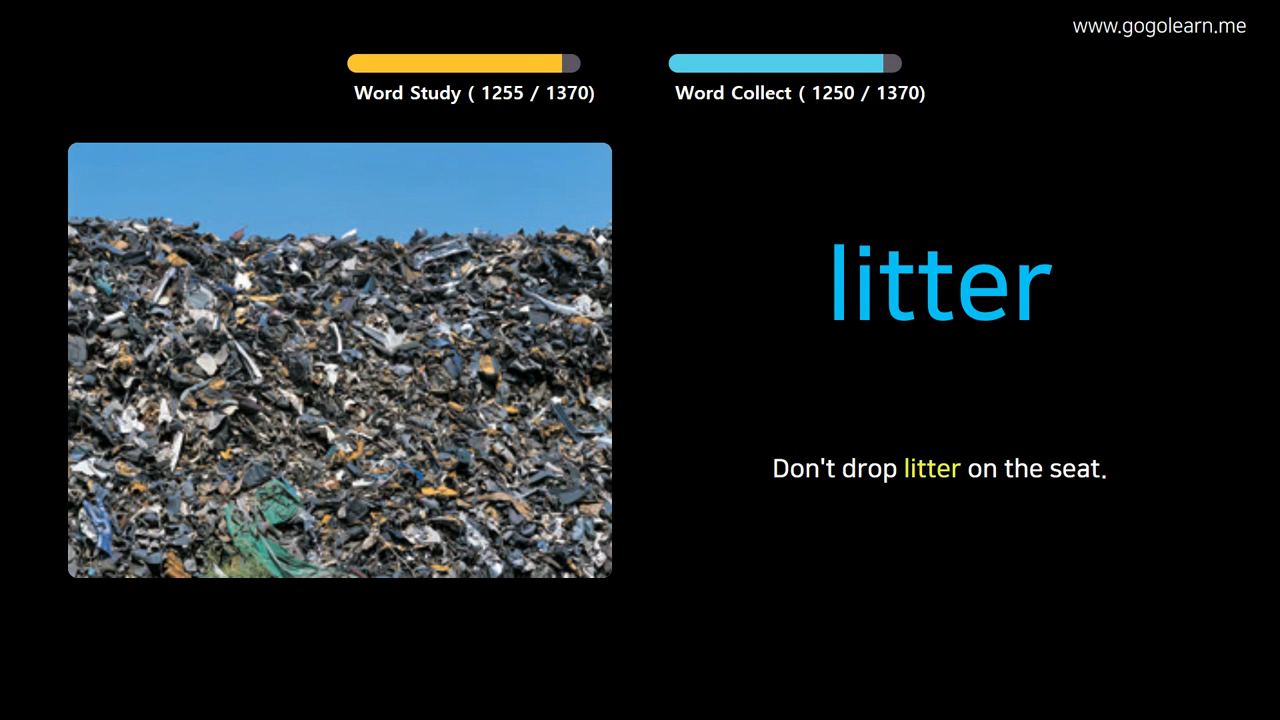 www.gogolearn.me
Word Study ( 1255 / 1370)
Word Collect ( 1250 / 1370)
litter
Don't drop litter on the seat.